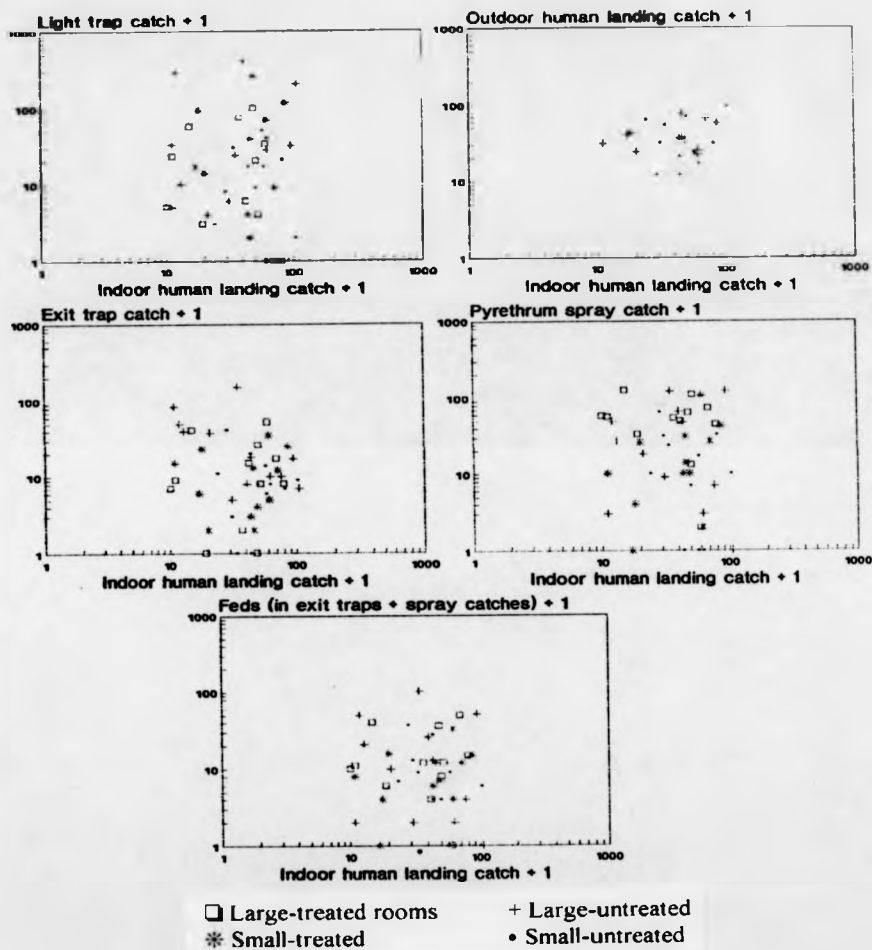 Light trap catch + 1
1000
100
10
1
1
10
100
1000
Indoor human landing catch + 1
Outdoor human landing catch + 1
1000
100
10
1
1
10
100
1000
Indoor human landing catch + 1
Exit trap catch + 1
1000
100
10
1
1
10
100
1000
Indoor human landing catch + 1
Pyrethrum spray catch + 1
1000
100
10
1
1
10
100
1000
Indoor human landing catch + 1
Feds (in exit traps + spray catches) + 1
1000
100
10
1
1
10
100
1000
Indoor human landing catch + 1
Large-treated rooms
Large-untreated
Small-treated
Small-untreated